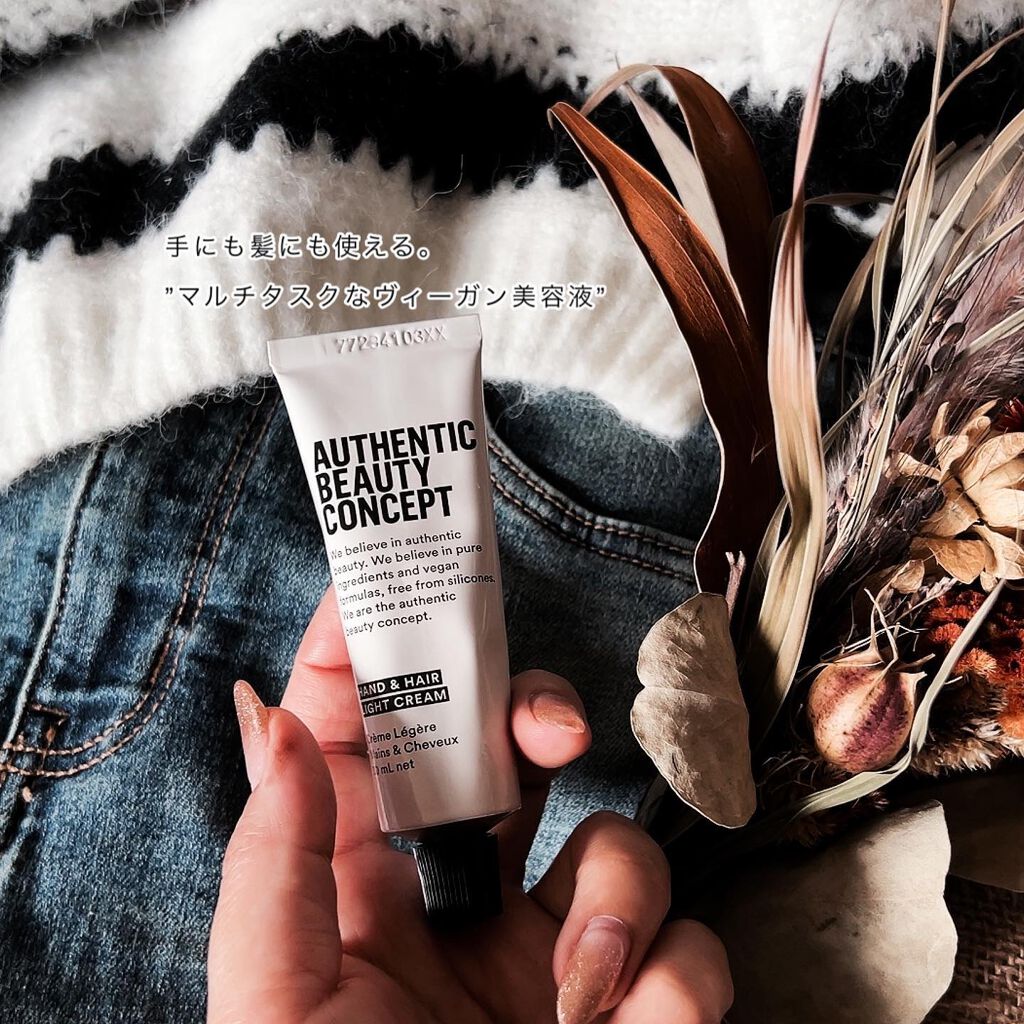 手にも髪にも使える。
”マルチタスクなヴィーガン美容液”
77234103XX
AUTHENTIC
BEAUTY
CONCEPT
We believe in authentic
beauty. We believe in pure
ingredients and vegan
formulas, free from silicones.
We are the authentic
beauty concept.
HAND & HAIR
LIGHT CREAM
Crème Légère
Mains & Cheveux
mL net